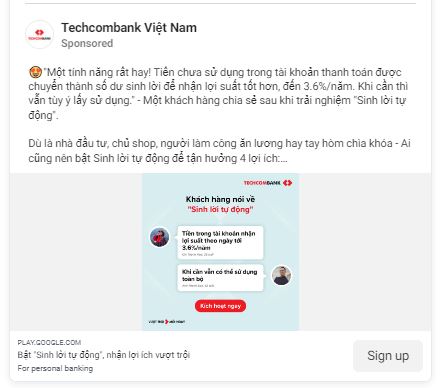 Techcombank Việt Nam
Sponsored
"Một tính năng rất hay! Tiền chưa sử dụng trong tài khoản thanh toán được
chuyển thành số dư sinh lời để nhận lợi suất tốt hơn, đến 3.6%/năm. Khi cần thì
vẫn tùy ý lấy sử dụng." - Một khách hàng chia sẻ sau khi trải nghiệm "Sinh lời tự
động".
Dù là nhà đầu tư, chủ shop, người làm công ăn lương hay tay hòm chìa khóa - Ai
cũng nên bật Sinh lời tự động để tận hưởng 4 lợi ích:...
TECHCOMBANK
Khách hàng nói về
"Sinh lời tự động"
Tiền trong tài khoản nhận
lợi suất theo ngày tới
3.6%/năm
Khi cần vẫn có thể sử dụng
toàn bộ
Kích hoạt ngay
PLAY.GOOGLE.COM
Bật "Sinh lời tự động", nhận lợi ích vượt trội
For personal banking
Sign up